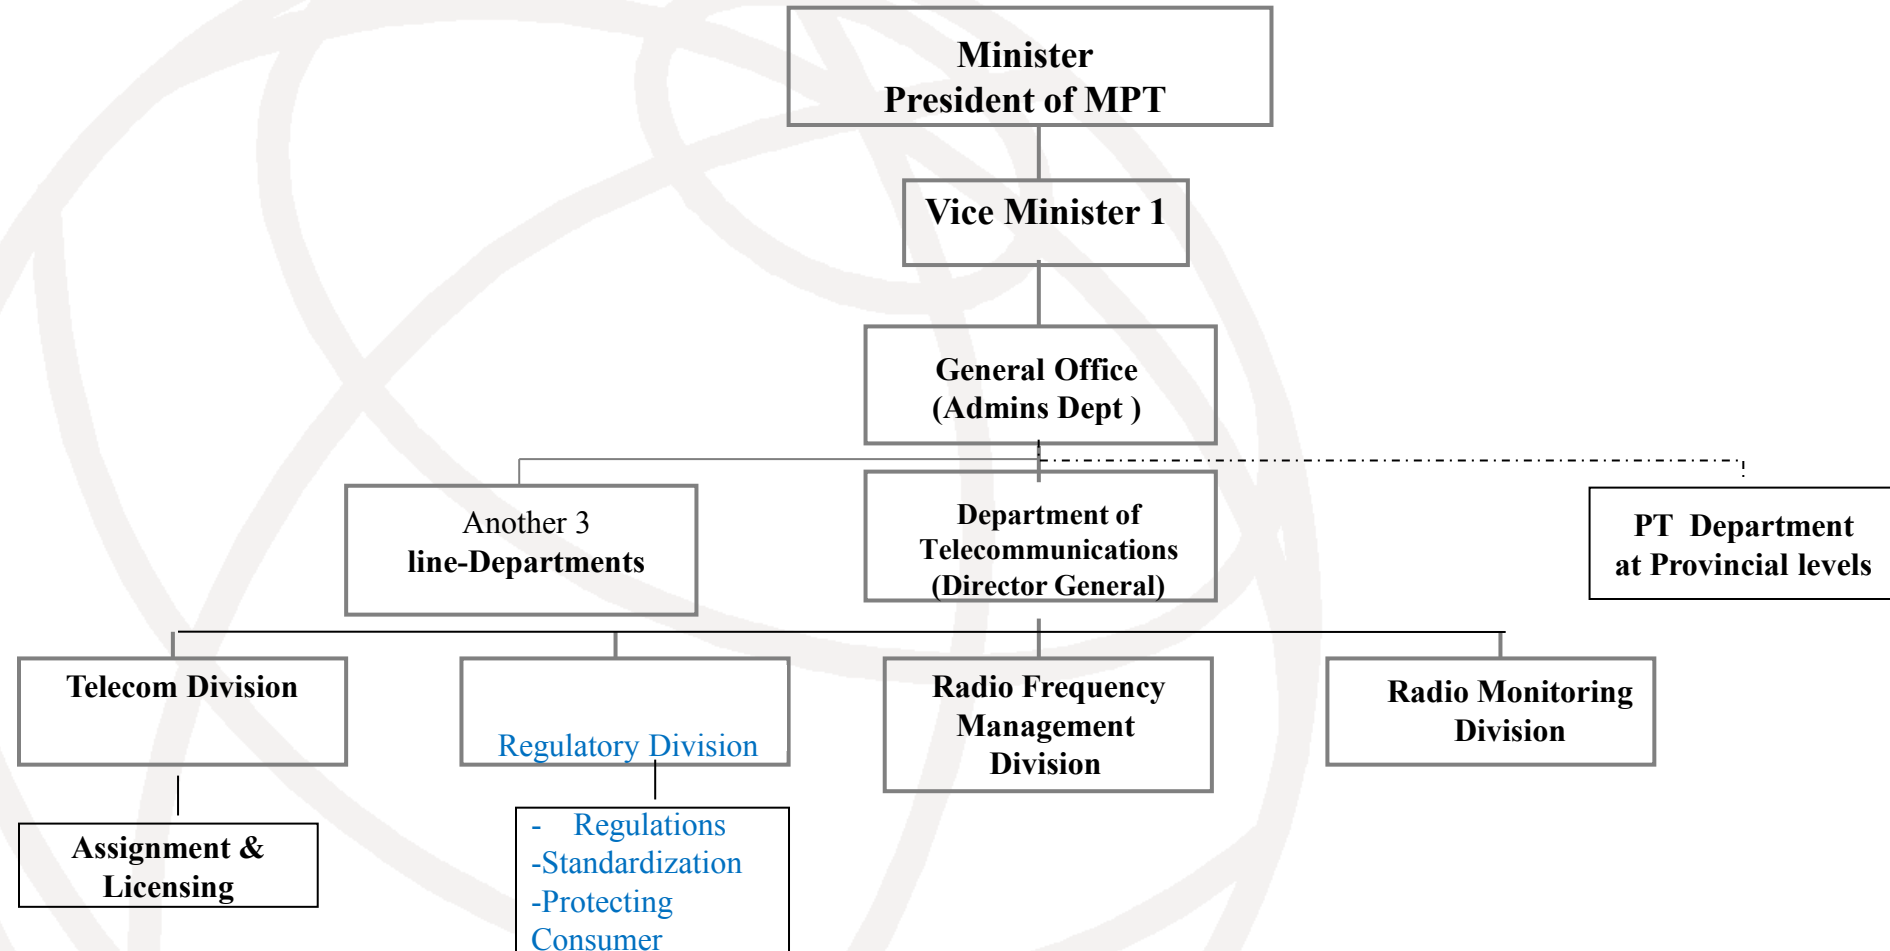 Minister
President of MPT
Vice Minister 1
General Office
(Admins Dept )
Another 3
line-Departments
Department of
Telecommunications
(Director General)
PT  Department
at Provincial levels
Telecom Division
Regulatory Division
Radio Frequency
Management
Division
Radio Monitoring
Division
Assignment &
Licensing
-    Regulations
-Standardization
-Protecting
Consumer